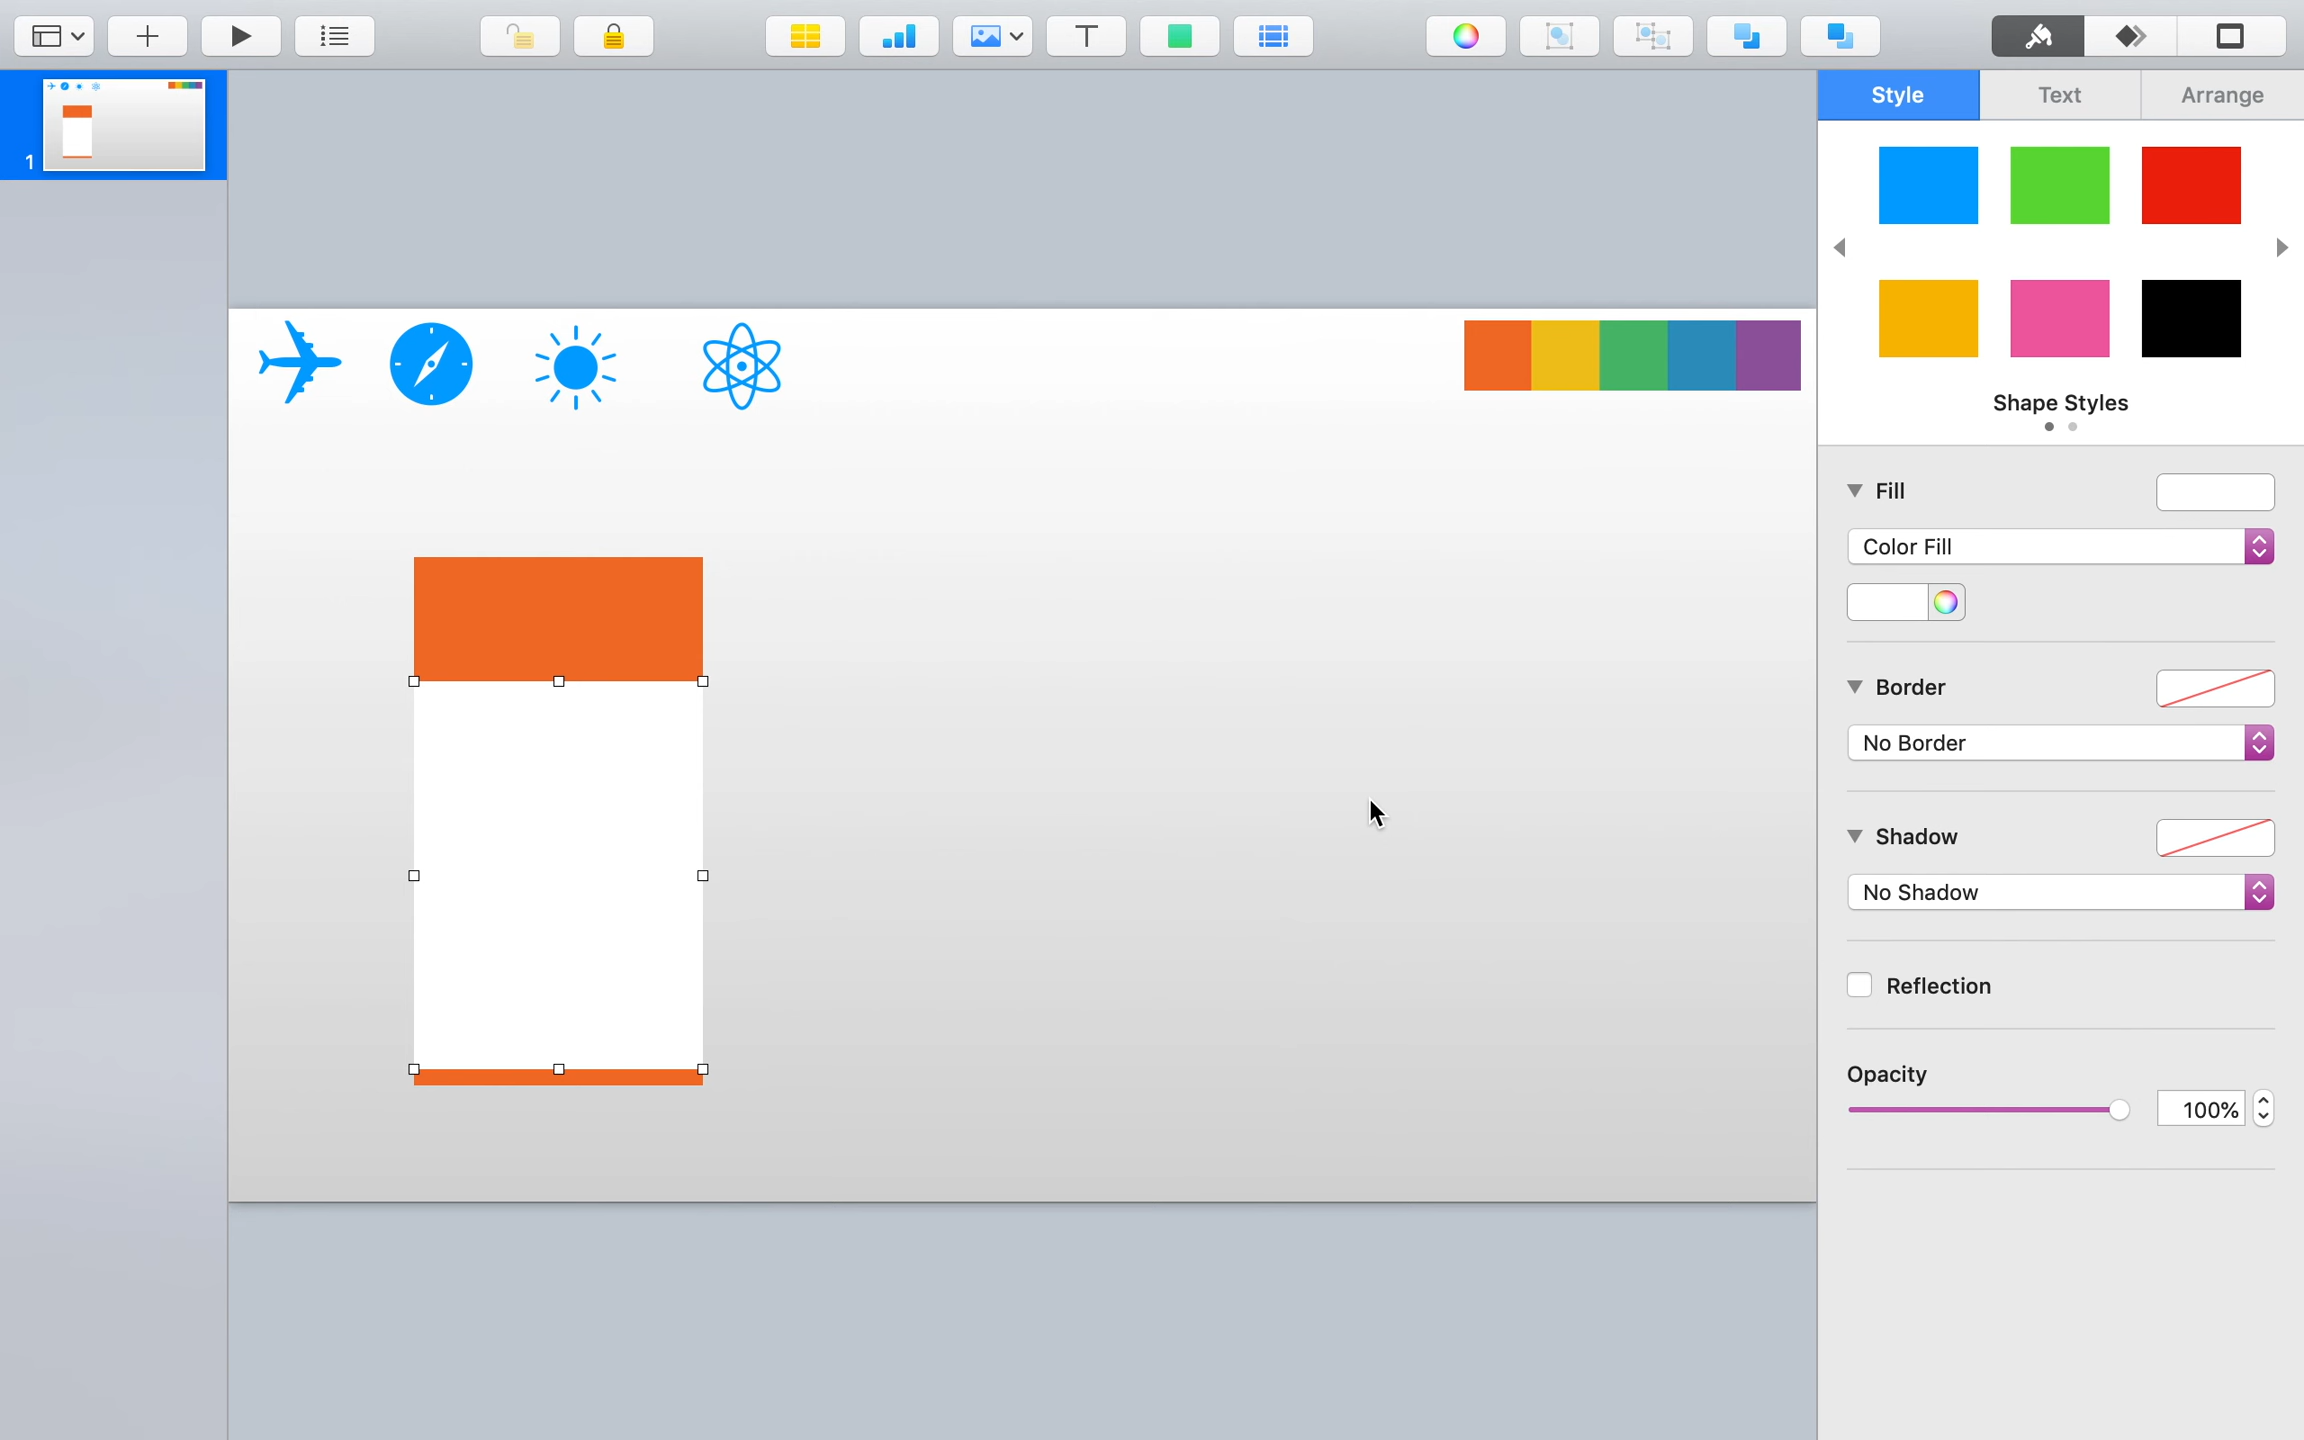 Style Text Arrange
1
Shape Styles
Fill
Color Fill
Border
No Border
Shadow
No Shadow
Reflection
Opacity
100%